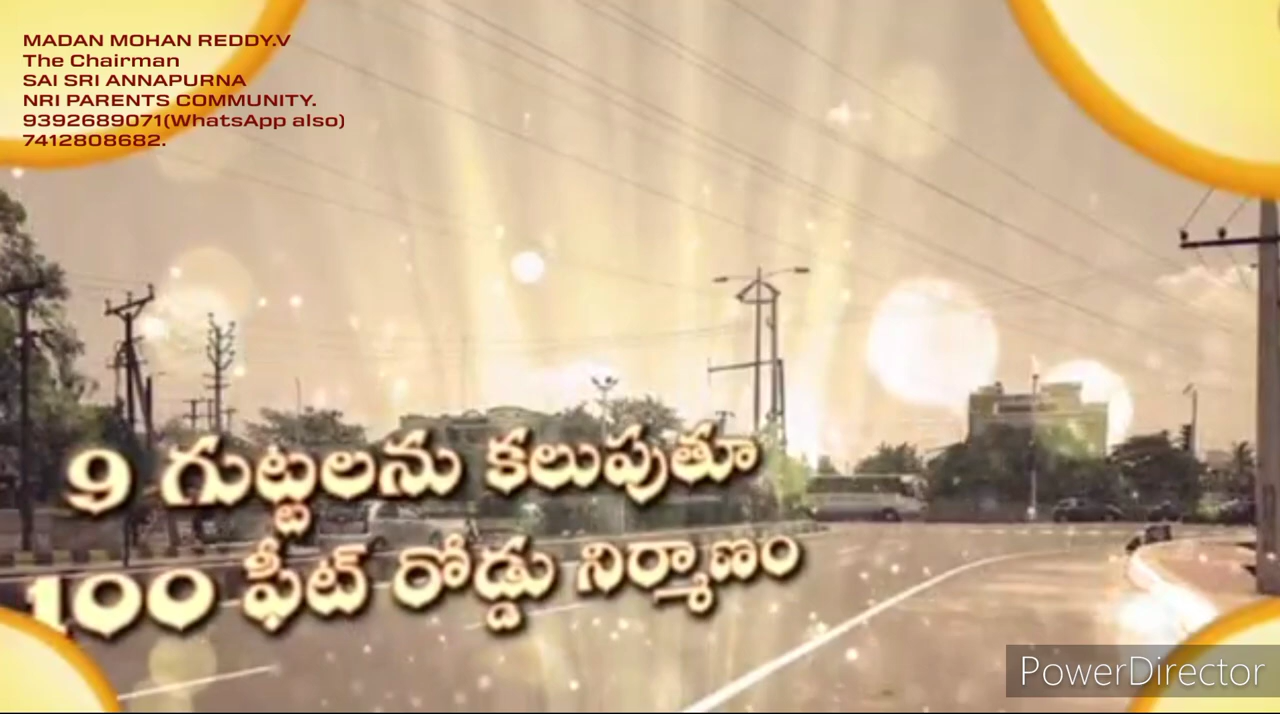 MADAN MOHAN REDDY.V
The Chairman
SAI SRI ANNAPURNA
NRI PARENTS COMMUNITY.
9392689071(WhatsApp also)
7412808682.
9 గుట్టలను కలుపుతూ
100 ఫీట్ రోడ్డు నిర్మాణం
PowerDirector